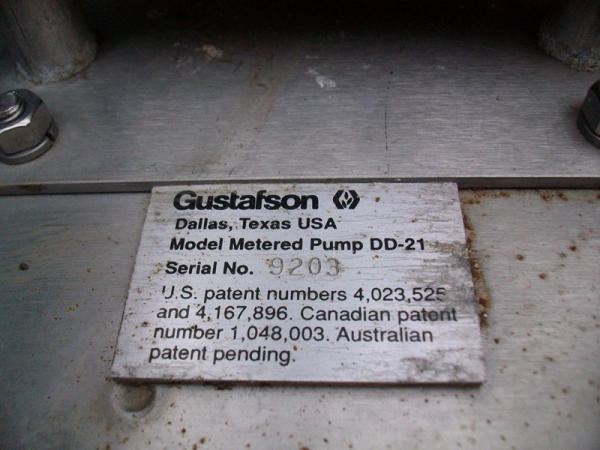 Gustafson
Dallas, Texas USA
Model Metered Pump DD-21
Serial No. 9203
U.S. patent numbers 4,023,525
and 4,167,896. Canadian patent
number 1,048,003. Australian
patent pending.